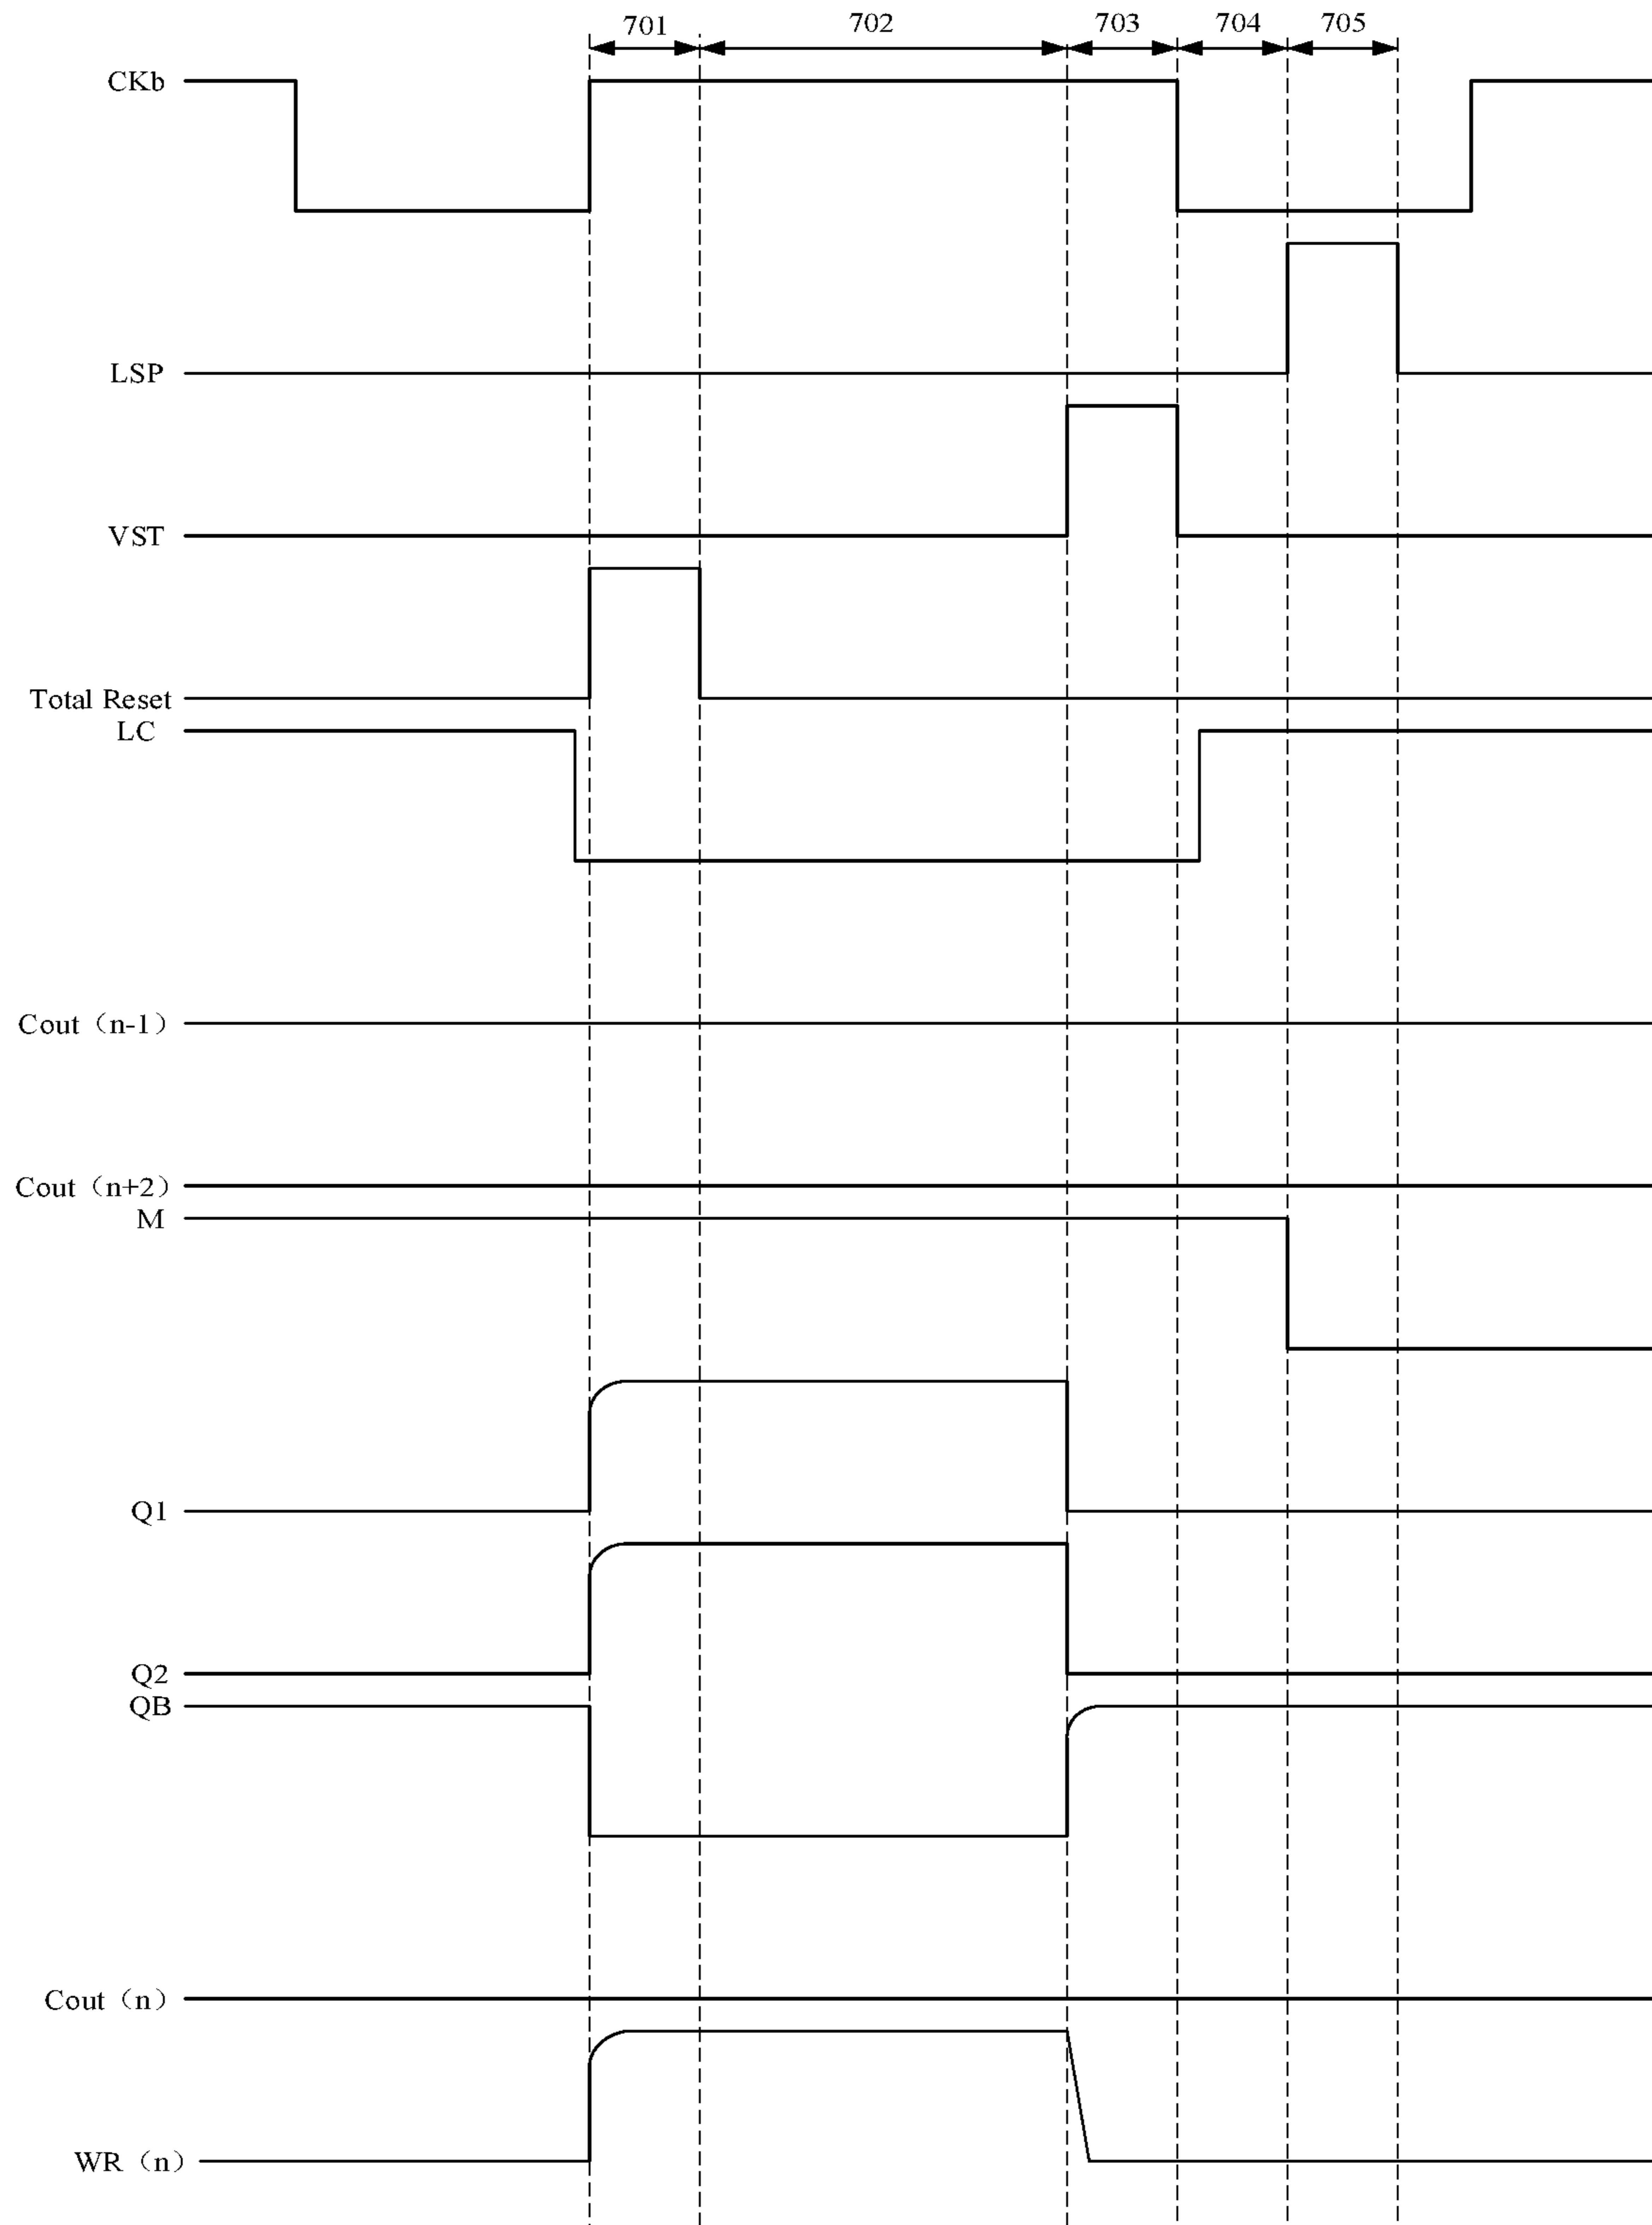 701 702 703 704 705
CKb
LSP
VST
Total Reset
LC
Cout（n-1）
Cout（n+2）
M
Q1
Q2
QB
Cout（n）
WR（n）